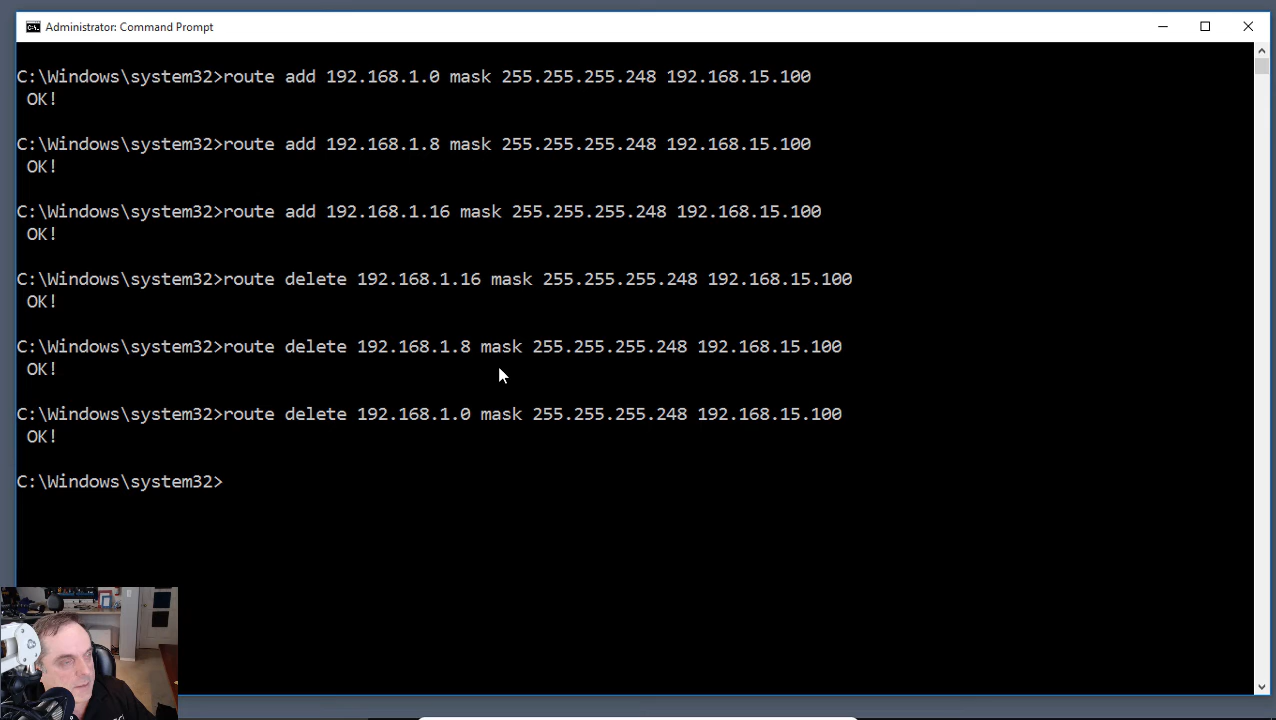 Administrator: Command Prompt
C:\Windows\system32>route add 192.168.1.0 mask 255.255.255.248 192.168.15.100
OK!
C:\Windows\system32>route add 192.168.1.8 mask 255.255.255.248 192.168.15.100
OK!
C:\Windows\system32>route add 192.168.1.16 mask 255.255.255.248 192.168.15.100
OK!
C:\Windows\system32>route delete 192.168.1.16 mask 255.255.255.248 192.168.15.100
OK!
C:\Windows\system32>route delete 192.168.1.8 mask 255.255.255.248 192.168.15.100
OK!
C:\Windows\system32>route delete 192.168.1.0 mask 255.255.255.248 192.168.15.100
OK!
C:\Windows\system32>